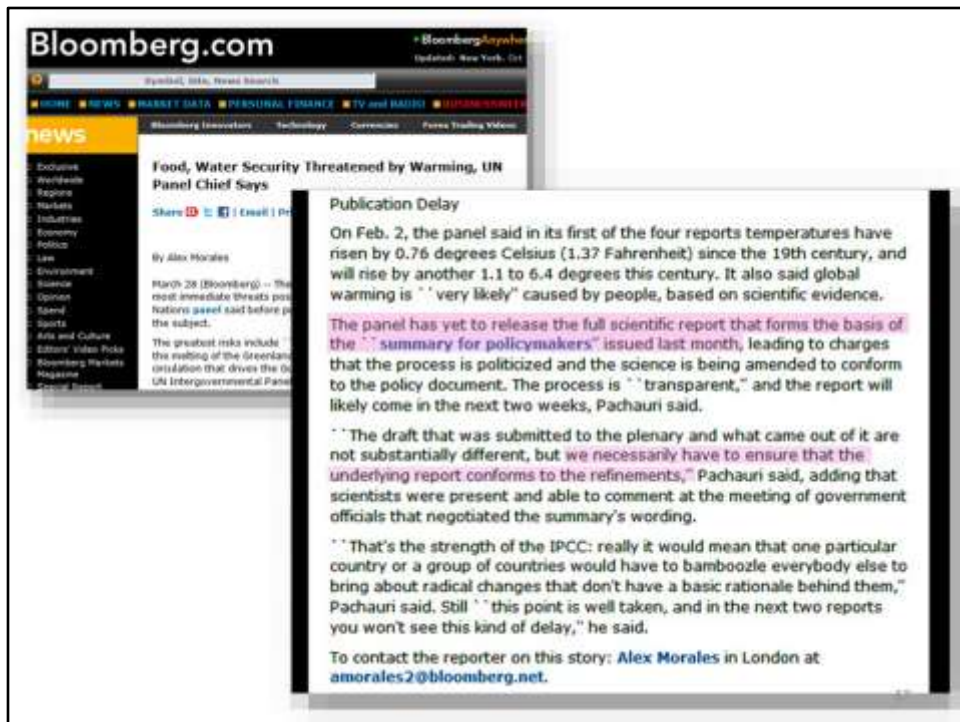 Bloomberg.com
Updated: New York, Oct
Symbol, Site, News Search
HOME NEWS MARKET DATA PERSONAL FINANCE TV and RADIO BUSINESSWEEK
news
Bloomberg Innovators Technology Currencies Forex Trading Videos
Exclusive
Worldwide
Regions
Markets
Industries
Economy
Politics
Law
Environment
Science
Opinion
Spend
Sports
Arts and Culture
Editors' Video Picks
Bloomberg Markets
Magazine
Special Report
Food, Water Security Threatened by Warming, UN
Panel Chief Says
Share | Email | Pri
By Alex Morales
March 28 (Bloomberg) -- The
most immediate threats pos
Nations panel said before p
the subject.
The greatest risks include ``
the melting of the Greenlan
circulation that drives the Gu
UN Intergovernmental Panel
Publication Delay
On Feb. 2, the panel said in its first of the four reports temperatures have
risen by 0.76 degrees Celsius (1.37 Fahrenheit) since the 19th century, and
will rise by another 1.1 to 6.4 degrees this century. It also said global
warming is ``very likely'' caused by people, based on scientific evidence.
The panel has yet to release the full scientific report that forms the basis of
the ``summary for policymakers'' issued last month, leading to charges
that the process is politicized and the science is being amended to conform
to the policy document. The process is ``transparent,'' and the report will
likely come in the next two weeks, Pachauri said.
``The draft that was submitted to the plenary and what came out of it are
not substantially different, but we necessarily have to ensure that the
underlying report conforms to the refinements,'' Pachauri said, adding that
scientists were present and able to comment at the meeting of government
officials that negotiated the summary's wording.
``That's the strength of the IPCC: really it would mean that one particular
country or a group of countries would have to bamboozle everybody else to
bring about radical changes that don't have a basic rationale behind them,''
Pachauri said. Still ``this point is well taken, and in the next two reports
you won't see this kind of delay,'' he said.
To contact the reporter on this story: Alex Morales in London at
amorales2@bloomberg.net.